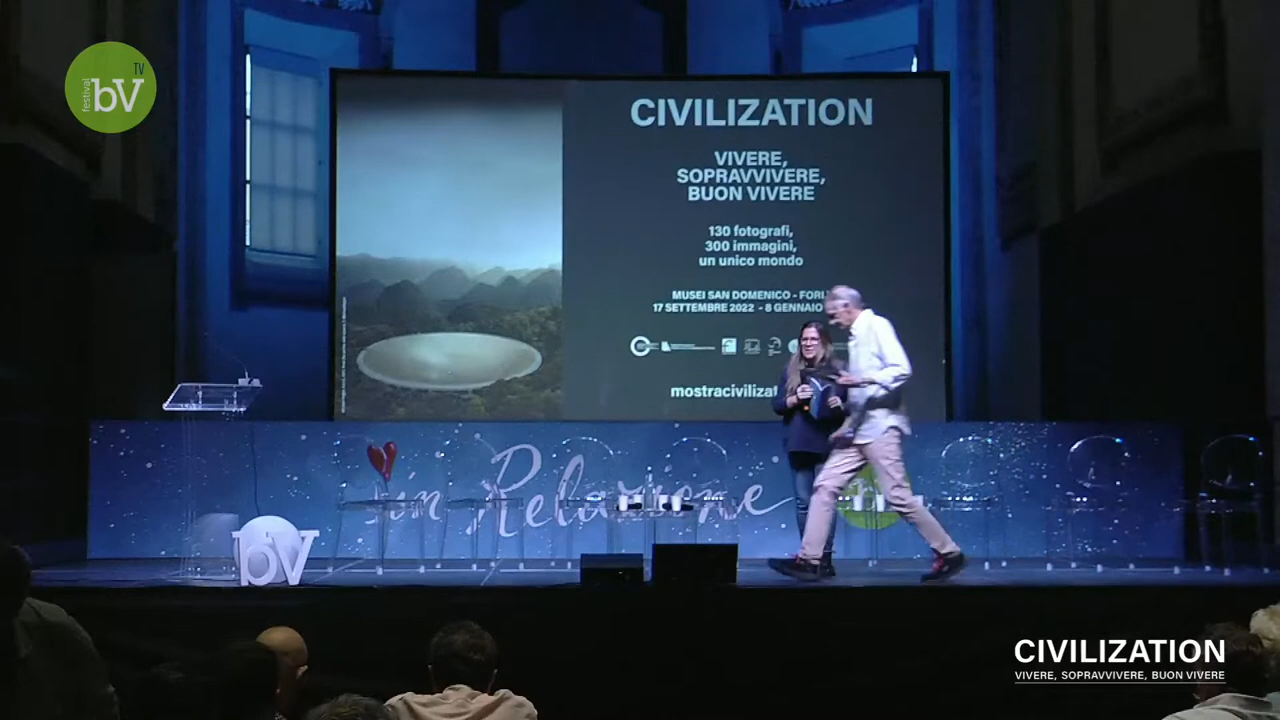 TV
festival
bV
CIVILIZATION
VIVERE,
SOPRAVVIVERE,
BUON VIVERE
130 fotografi,
300 immagini,
un unico mondo
MUSEI SAN DOMENICO - FORL
17 SETTEMBRE 2022 - 8 GENNAIO
mostracivilizat
in Relazione
bV
CIVILIZATION
VIVERE, SOPRAVVIVERE, BUON VIVERE